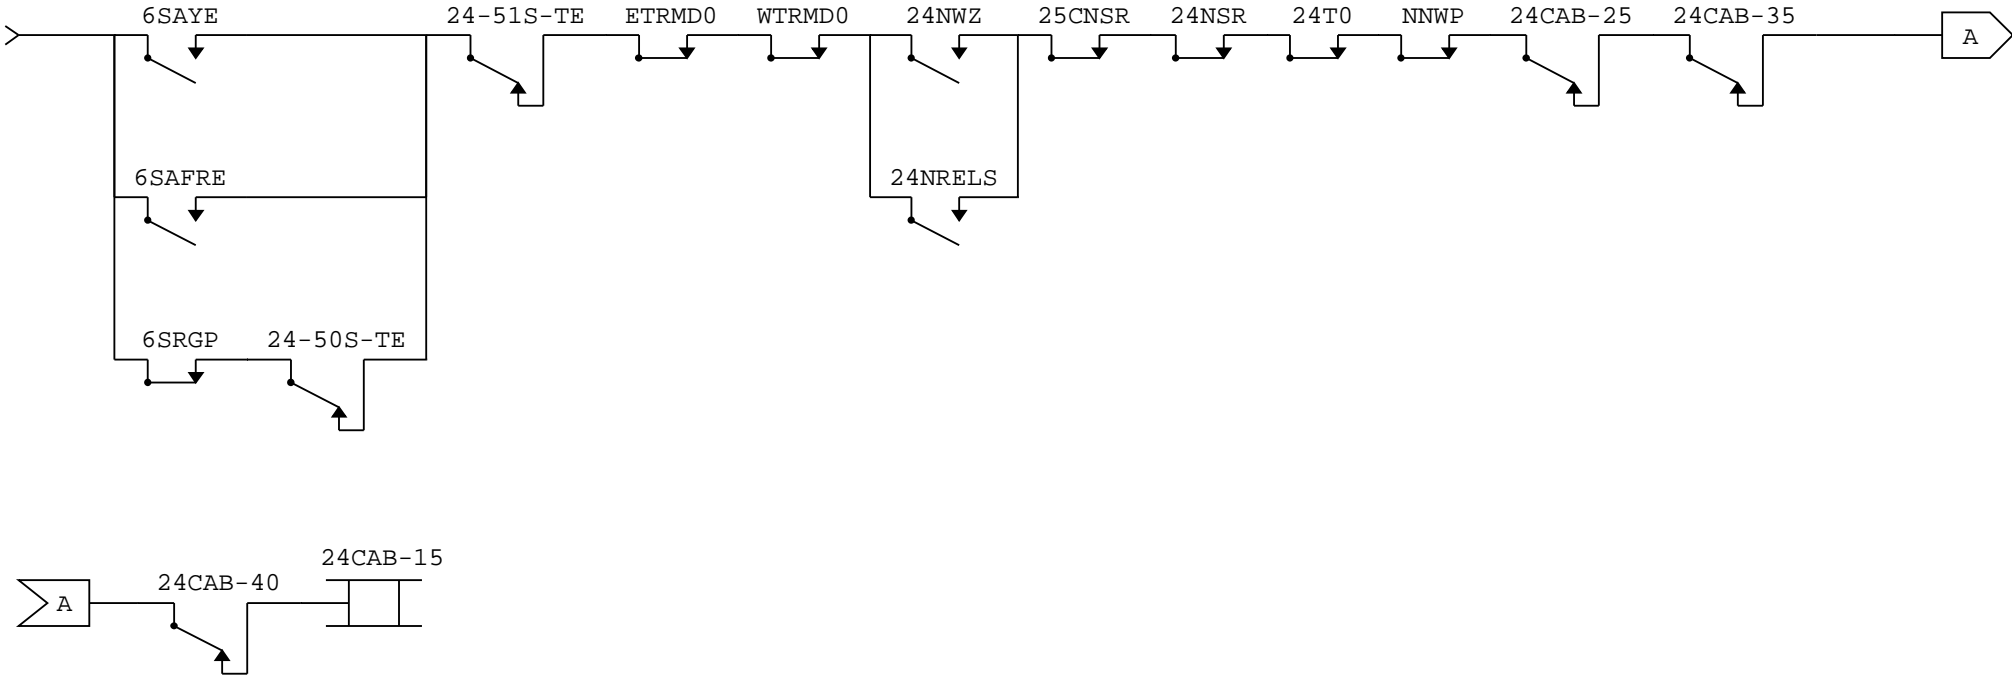 6SAYE 24-51S-TE ETRMD0 WTRMD0 24NWZ 25CNSR 24NSR 24T0 NNWP 24CAB-25 24CAB-35
A
6SAFRE 24NRELS
6SRGP 24-50S-TE
24CAB-15
24CAB-40
A